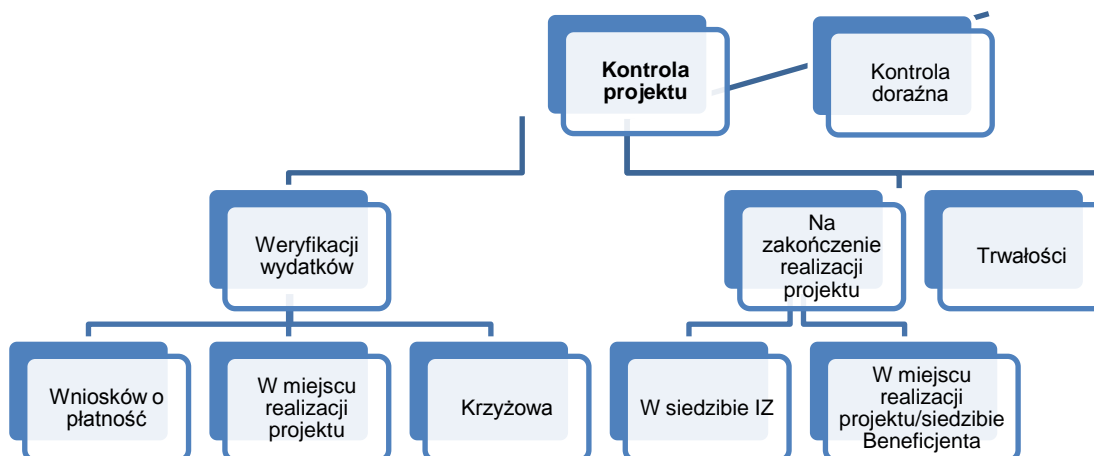 Kontrola
projektu
Kontrola
doraźna
Weryfikacji
wydatków
Na
zakończenie
realizacji
projektu
Trwałości
Wniosków o
płatność
W miejscu
realizacji
projektu
Krzyżowa
W siedzibie IZ
W miejscu
realizacji
projektu/siedzibie
Beneficjenta